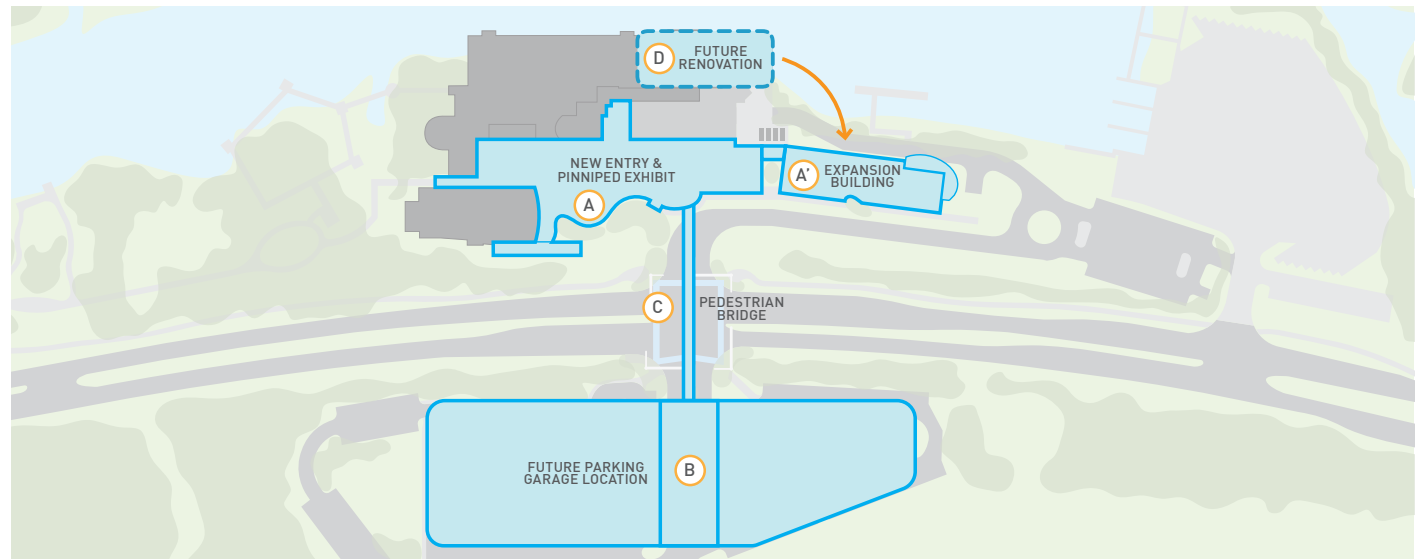 D
FUTURE
RENOVATION
NEW ENTRY &
PINNIPED EXHIBIT
A
A'
EXPANSION
BUILDING
C
PEDESTRIAN
BRIDGE
FUTURE PARKING
GARAGE LOCATION
B